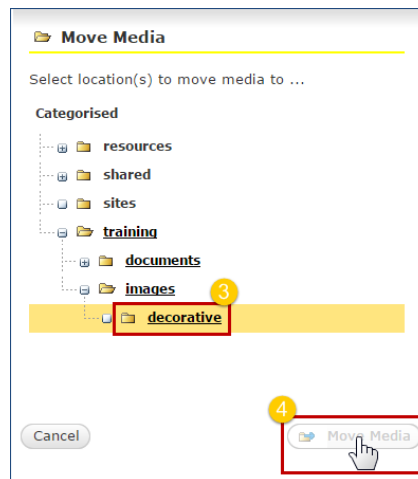 Move Media
Select location(s) to move media to ...
Categorised
resources
shared
sites
training
documents
images
3
decorative
4
Cancel
Move Media